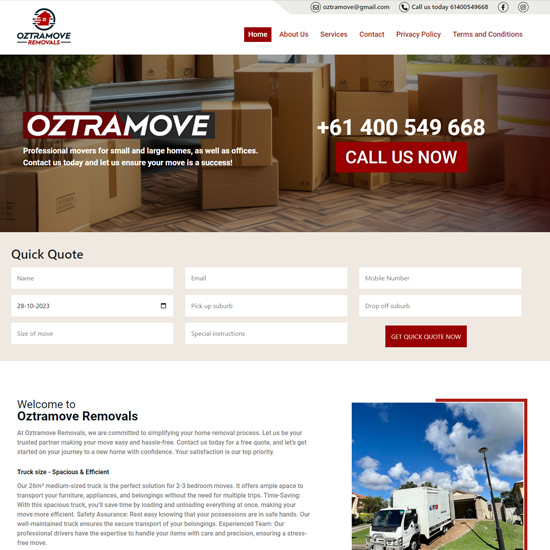 oztramove@gmail.com
Call us today 61400549668
OZTRAMOVE
REMOVALS
Home
About Us
Services
Contact
Privacy Policy
Terms and Conditions
OZTRAMOVE
Professional movers for small and large homes, as well as offices.
Contact us today and let us ensure your move is a success!
+61 400 549 668
CALL US NOW
Quick Quote
Name
Email
Mobile Number
28-10-2023
Pick up suburb
Drop off suburb
Size of move
Special instructions
GET QUICK QUOTE NOW
Welcome to
Oztramove Removals
At Oztramove Removals, we are committed to simplifying your home removal process. Let us be your
trusted partner making your move easy and hassle-free. Contact us today for a free quote, and let's get
started on your journey to a new home with confidence. Your satisfaction is our top priority.
Truck size - Spacious & Efficient
Our 26m³ medium-sized truck is the perfect solution for 2-3 bedroom moves. It offers ample space to
transport your furniture, appliances, and belongings without the need for multiple trips. Time-Saving:
With this spacious truck, you'll save time by loading and unloading everything at once, making your
move more efficient. Safety Assurance: Rest easy knowing that your possessions are in safe hands. Our
well-maintained truck ensures the secure transport of your belongings. Experienced Team: Our
professional drivers have the expertise to handle your items with care and precision, ensuring a stress-
free move.